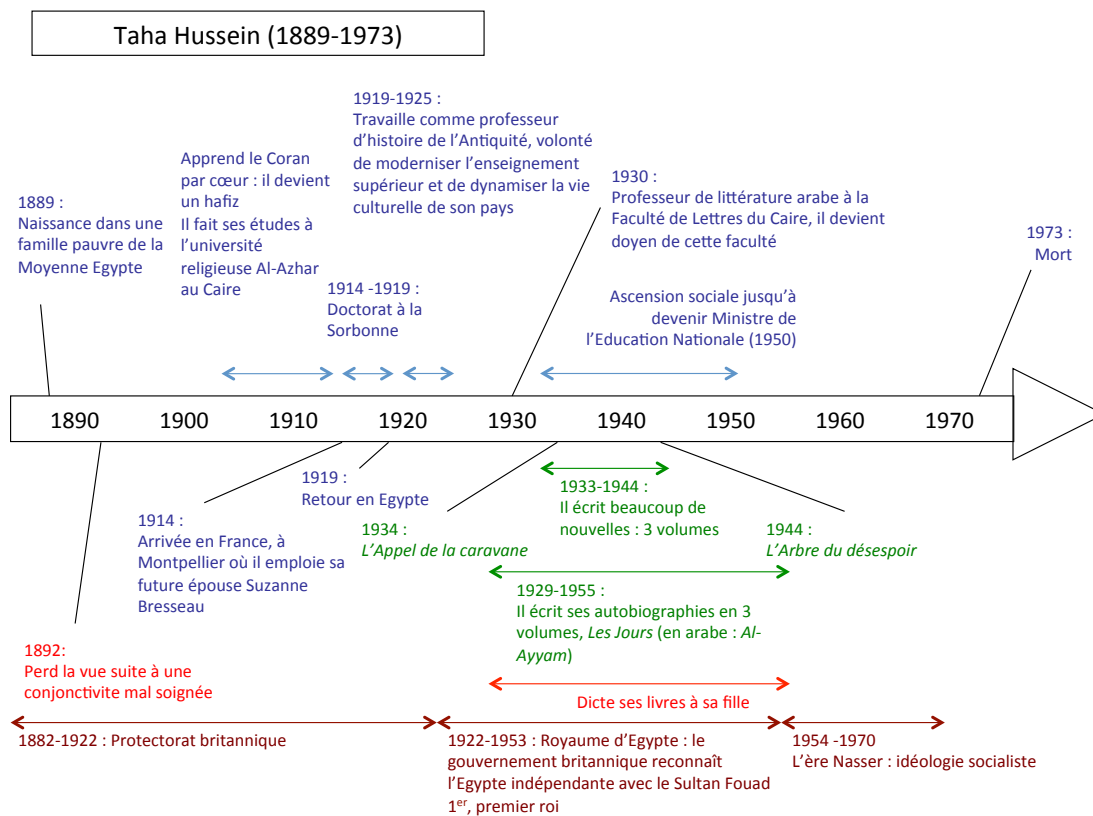 Taha Hussein (1889-1973)
1889 :
Naissance dans une
famille pauvre de la
Moyenne Egypte
Apprend le Coran
par cœur : il devient
un hafiz
Il fait ses études à
l’université
religieuse Al-Azhar
au Caire
1914 -1919 :
Doctorat à la
Sorbonne
1919-1925 :
Travaille comme professeur
d’histoire de l’Antiquité, volonté
de moderniser l’enseignement
supérieur et de dynamiser la vie
culturelle de son pays
1930 :
Professeur de littérature arabe à la
Faculté de Lettres du Caire, il devient
doyen de cette faculté
Ascension sociale jusqu’à
devenir Ministre de
l’Education Nationale (1950)
1973 :
Mort
1890 1900 1910 1920 1930 1940 1950 1960 1970
1919 :
Retour en Egypte
1914 :
Arrivée en France, à
Montpellier où il emploie sa
future épouse Suzanne
Bresseau
1934 :
L’Appel de la caravane
1933-1944 :
Il écrit beaucoup de
nouvelles : 3 volumes
1944 :
L’Arbre du désespoir
1929-1955 :
Il écrit ses autobiographies en 3
volumes, Les Jours (en arabe : Al-
Ayyam)
1892:
Perd la vue suite à une
conjonctivite mal soignée
Dicte ses livres à sa fille
1882-1922 : Protectorat britannique
1922-1953 : Royaume d’Egypte : le
gouvernement britannique reconnaît
l’Egypte indépendante avec le Sultan Fouad
1er, premier roi
1954 -1970
L’ère Nasser : idéologie socialiste